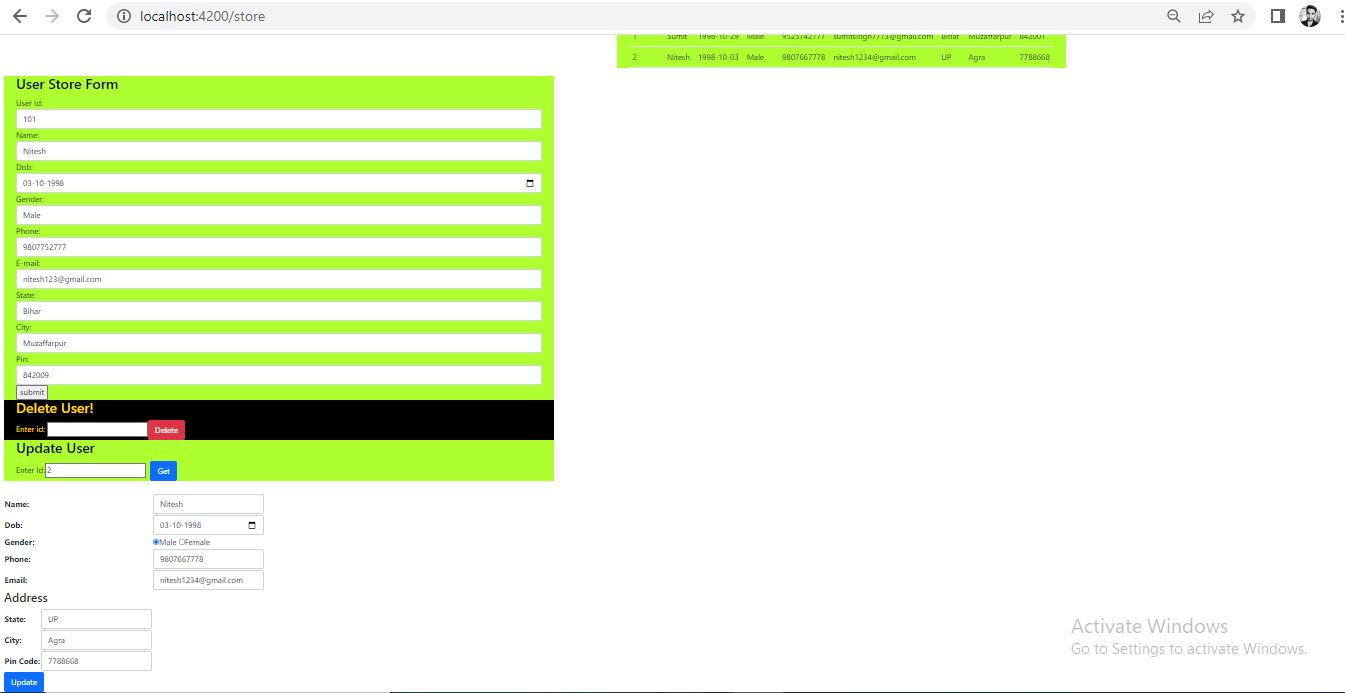 localhost:4200/store
1 Sumit 1998-10-29 Male 9525742777 sumitsingh7773@gmail.com Bihar Muzaffarpur 842001
2 Nitesh 1998-10-03 Male 9807667778 nitesh1234@gmail.com UP Agra 7788668
User Store Form
User Id:
101
Name:
Nitesh
Dob:
03-10-1998
Gender:
Male
Phone:
9807752777
E-mail:
nitesh123@gmail.com
State:
Bihar
City:
Muzaffarpur
Pin:
842009
submit
Delete User!
Enter id: Delete
Update User
Enter Id: 2 Get
Name: Nitesh
Dob: 03-10-1998
Gender: Male Female
Phone: 9807667778
Email: nitesh1234@gmail.com
Address
State: UP
City: Agra
Pin Code: 7788668
Update
Activate Windows
Go to Settings to activate Windows.